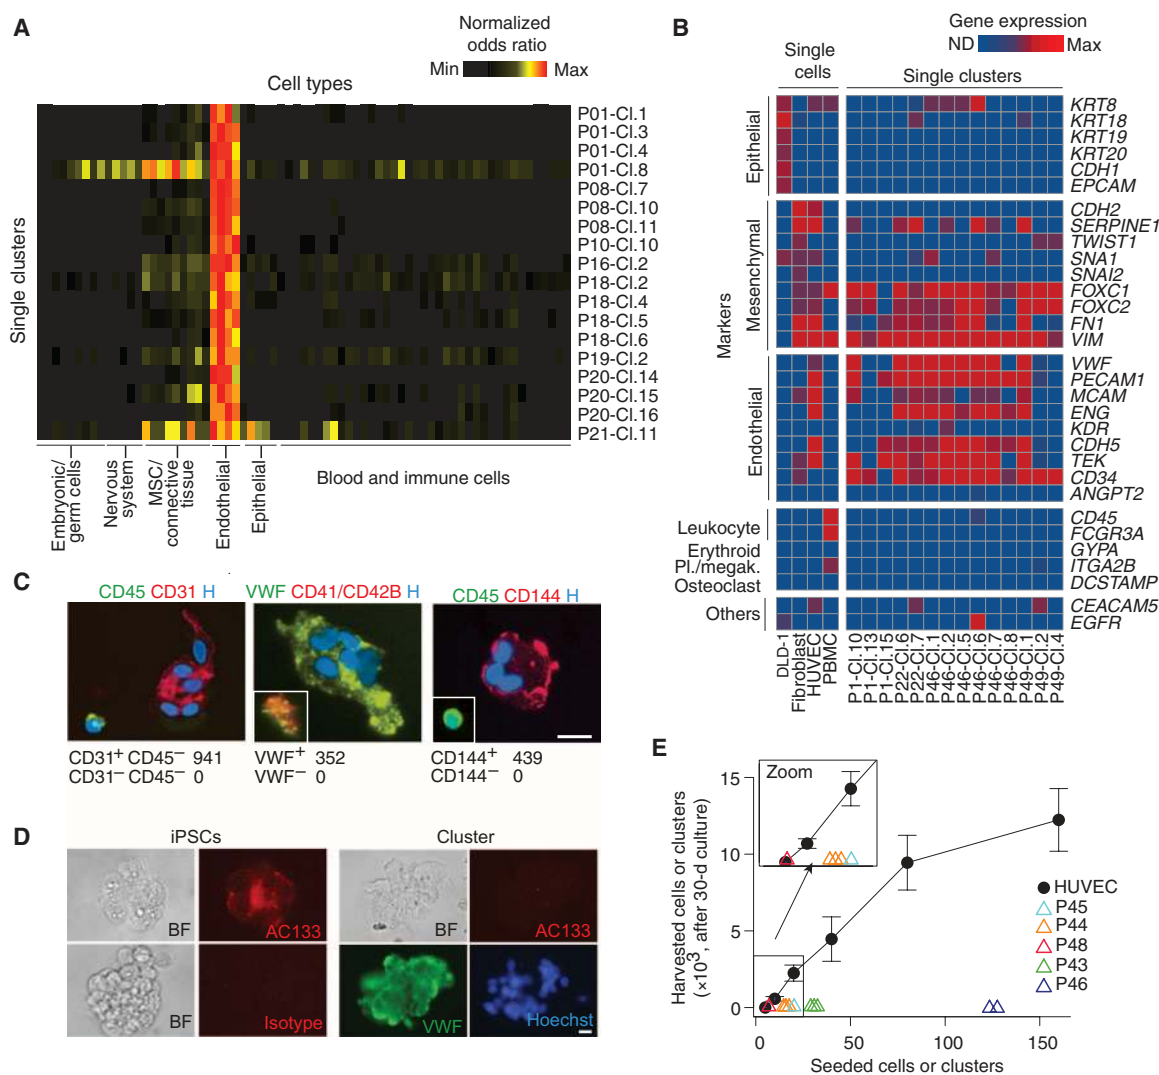 A
Normalized
odds ratio
Min Max
Cell types
Single clusters
P01-Cl.1
P01-Cl.3
P01-Cl.4
P01-Cl.8
P08-Cl.7
P08-Cl.10
P08-Cl.11
P10-Cl.10
P16-Cl.2
P18-Cl.2
P18-Cl.4
P18-Cl.5
P18-Cl.6
P19-Cl.2
P20-Cl.14
P20-Cl.15
P20-Cl.16
P21-Cl.11
Embryonic/
germ cells
Nervous
system
MSC/
connective
tissue
Endothelial
Epithelial
Blood and immune cells
B
Gene expression
ND Max
Single
cells
Single clusters
Markers
Epithelial
KRT8
KRT18
KRT19
KRT20
CDH1
EPCAM
Mesenchymal
CDH2
SERPINE1
TWIST1
SNA1
SNAI2
FOXC1
FOXC2
FN1
VIM
Endothelial
VWF
PECAM1
MCAM
ENG
KDR
CDH5
TEK
CD34
ANGPT2
Leukocyte
CD45
FCGR3A
Erythroid
GYPA
Pl./megak.
ITGA2B
Osteoclast
DCSTAMP
Others
CEACAM5
EGFR
DLD-1
Fibroblast
HUVEC
PBMC
P1-Cl.10
P1-Cl.13
P1-Cl.15
P22-Cl.6
P22-Cl.7
P46-Cl.1
P46-Cl.2
P46-Cl.5
P46-Cl.6
P46-Cl.7
P46-Cl.8
P49-Cl.1
P49-Cl.2
P49-Cl.4
C
CD45 CD31 H
VWF CD41/CD42B H
CD45 CD144 H
CD31+ CD45− 941
CD31− CD45− 0
VWF+ 352
VWF− 0
CD144+ 439
CD144− 0
D
iPSCs
Cluster
BF
AC133
BF
AC133
BF
Isotype
VWF
Hoechst
E
Harvested cells or clusters
(×10³, after 30-d culture)
15
10
5
0
Zoom
HUVEC
P45
P44
P48
P43
P46
0 50 100 150
Seeded cells or clusters